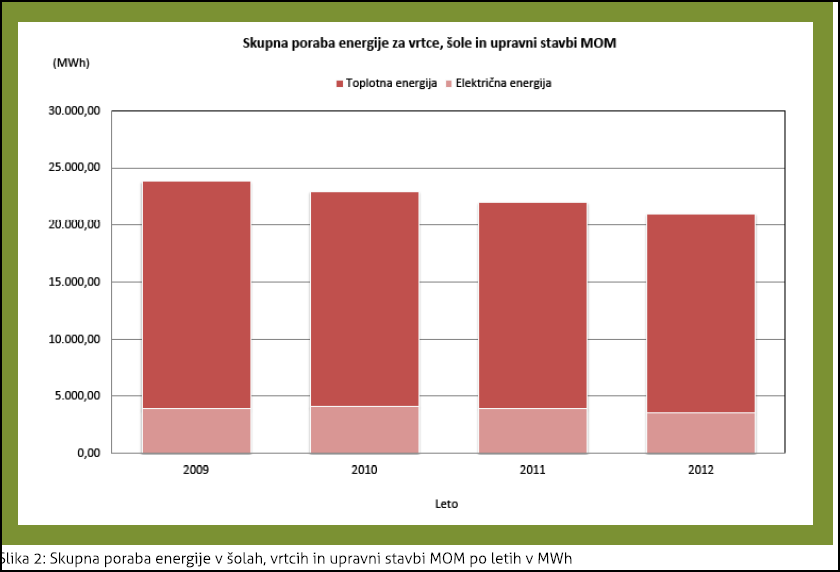 Skupna poraba energije za vrtce, šole in upravni stavbi MOM
(MWh)
Toplotna energija Električna energija
30.000,00
25.000,00
20.000,00
15.000,00
10.000,00
5.000,00
0,00
2009 2010 2011 2012
Leto
Slika 2: Skupna poraba energije v šolah, vrtcih in upravni stavbi MOM po letih v MWh